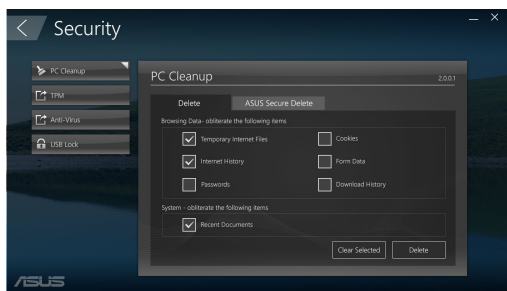 Security
PC Cleanup
TPM
Anti-Virus
USB Lock
PC Cleanup 2.0.0.1
Delete ASUS Secure Delete
Browsing Data- obliterate the following items
Temporary Internet Files Cookies
Internet History Form Data
Passwords Download History
System - obliterate the following items
Recent Documents
Clear Selected Delete
ASUS